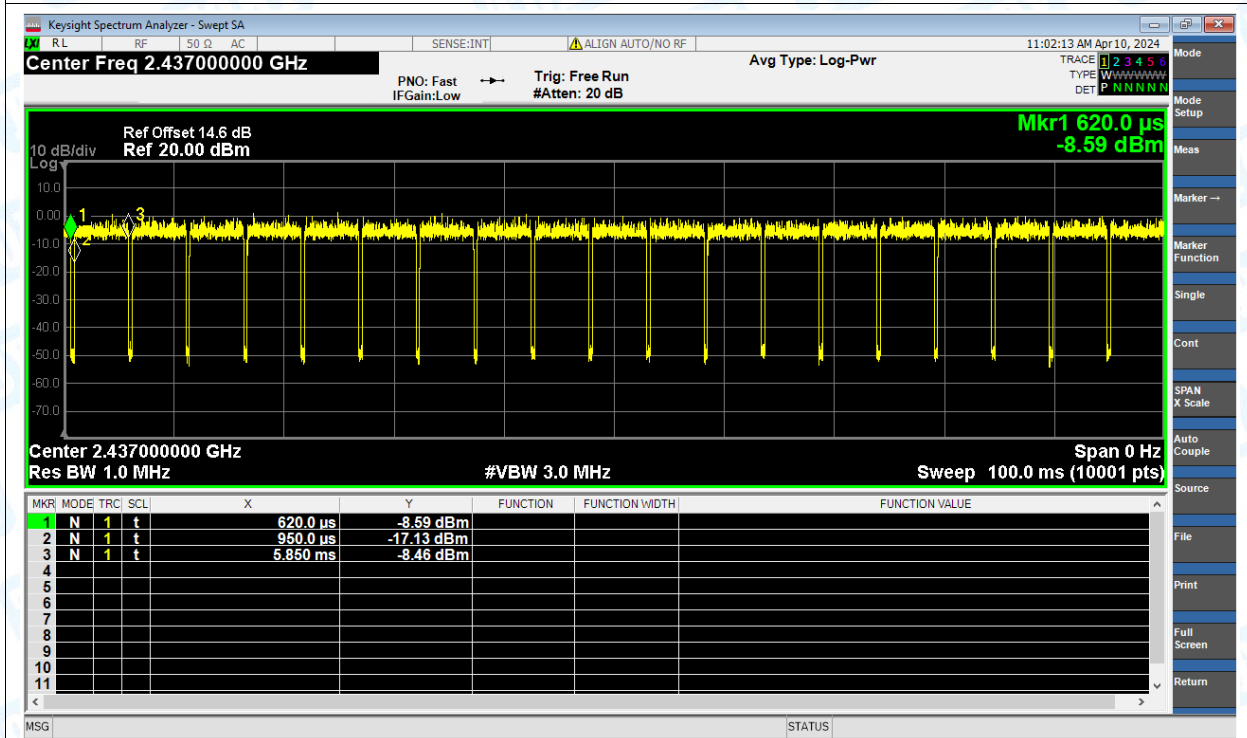 Keysight Spectrum Analyzer - Swept SA
LXI RL RF 50 Ω AC SENSE:INT ALIGN AUTO/NO RF 11:02:13 AM Apr 10, 2024
Center Freq 2.437000000 GHz
PNO: Fast
IFGain:Low
Trig: Free Run
#Atten: 20 dB
Avg Type: Log-Pwr
TRACE 1 2 3 4 5 6
TYPE WWWWWW
DET P N N N N N
Mkr1 620.0 µs
-8.59 dBm
Ref Offset 14.6 dB
10 dB/div Ref 20.00 dBm
Log
10.0
0.00
-10.0
-20.0
-30.0
-40.0
-50.0
-60.0
-70.0
1
2
3
Center 2.437000000 GHz Span 0 Hz
Res BW 1.0 MHz #VBW 3.0 MHz Sweep 100.0 ms (10001 pts)
MKR MODE TRC SCL X Y FUNCTION FUNCTION WIDTH FUNCTION VALUE
1 N 1 t 620.0 µs -8.59 dBm
2 N 1 t 950.0 µs -17.13 dBm
3 N 1 t 5.850 ms -8.46 dBm
4
5
6
7
8
9
10
11
MSG STATUS
Mode
Mode
Setup
Meas
Marker →
Marker
Function
Single
Cont
SPAN
X Scale
Auto
Couple
Source
File
Print
Full
Screen
Return